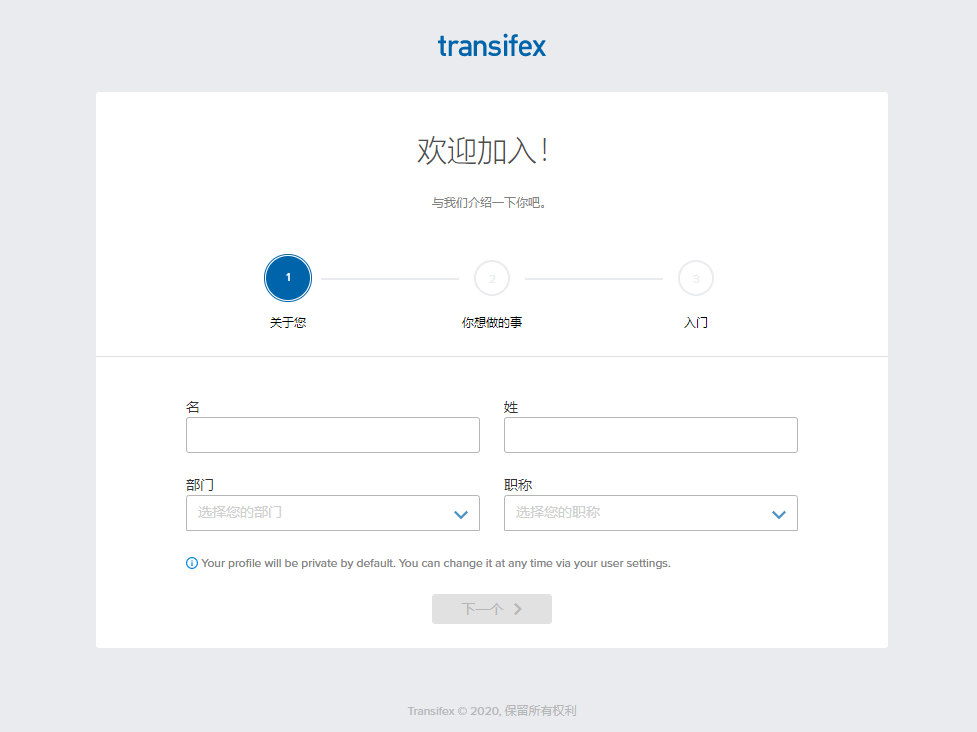 transifex
欢迎加入！
与我们介绍一下你吧。
1
2
3
关于您
你想做的事
入门
名
姓
部门
职称
选择您的部门
选择您的职称
Your profile will be private by default. You can change it at any time via your user settings.
下一个
Transifex © 2020, 保留所有权利